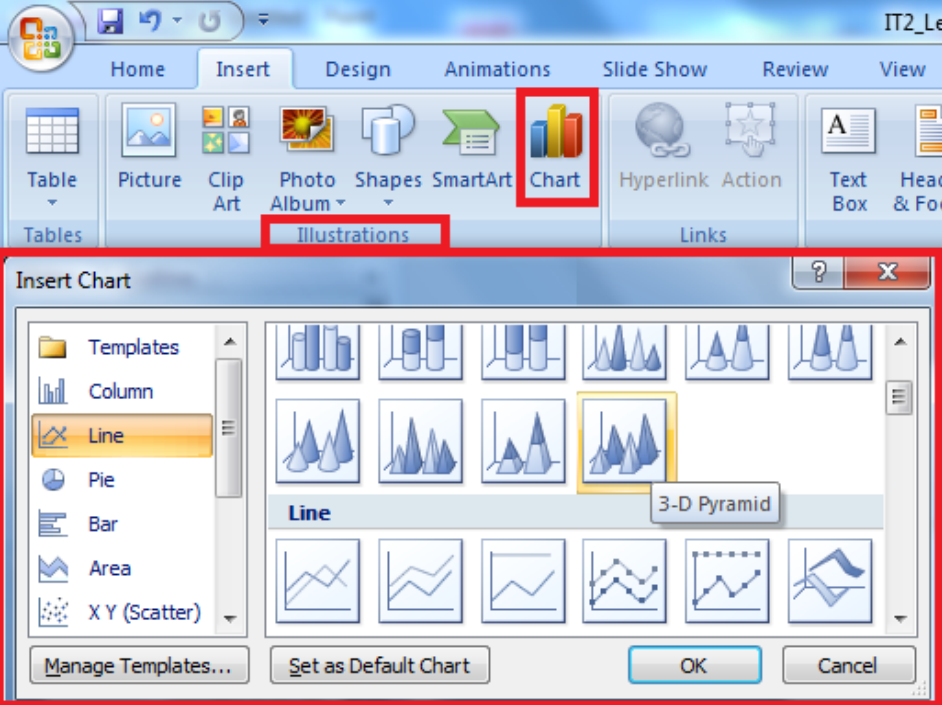 IT2_Le
Home Insert Design Animations Slide Show Review View
Table Picture Clip Art Photo Album Shapes SmartArt Chart Hyperlink Action A Text Box Head & Foo
Tables Illustrations Links
Insert Chart ? x
Templates
Column
Line
Pie
Bar
Area
X Y (Scatter)
3-D Pyramid
Line
Manage Templates... Set as Default Chart OK Cancel